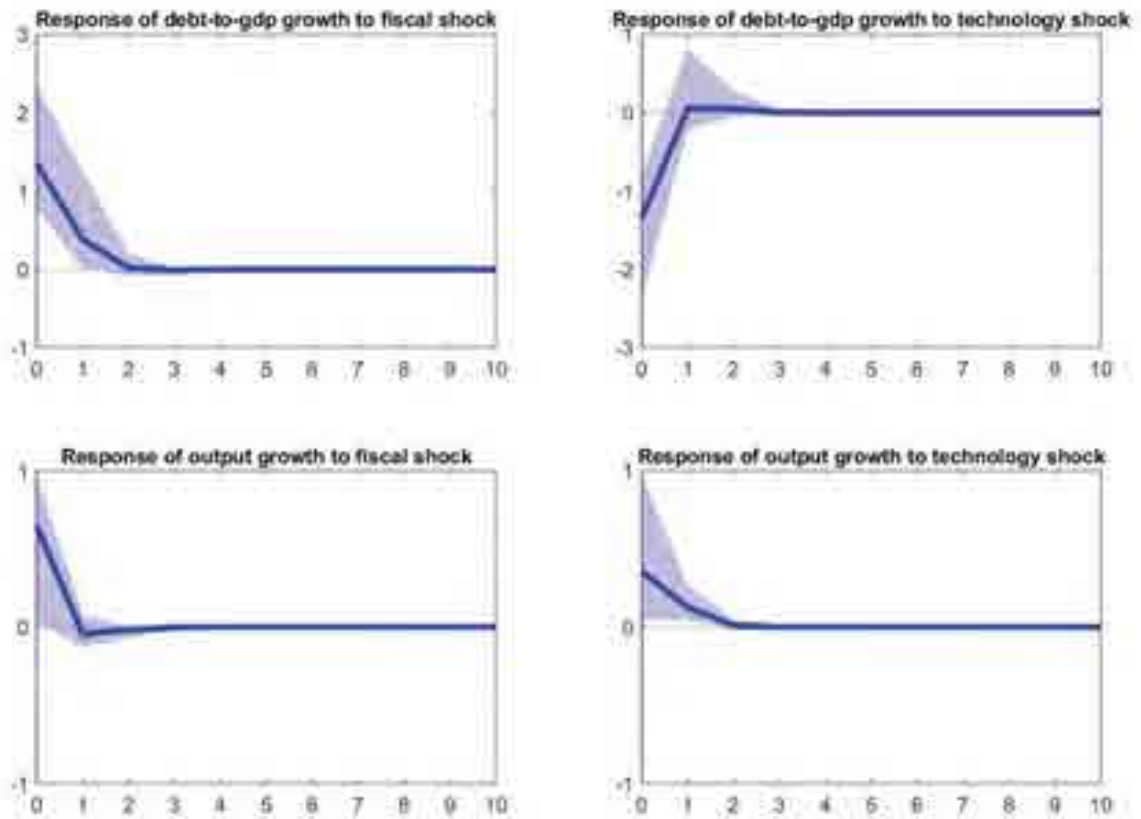 Response of debt-to-gdp growth to fiscal shock
3
2
1
0
-1
0 1 2 3 4 5 6 7 8 9 10
Response of debt-to-gdp growth to technology shock
1
0
-1
-2
-3
0 1 2 3 4 5 6 7 8 9 10
Response of output growth to fiscal shock
1
0
-1
0 1 2 3 4 5 6 7 8 9 10
Response of output growth to technology shock
1
0
-1
0 1 2 3 4 5 6 7 8 9 10